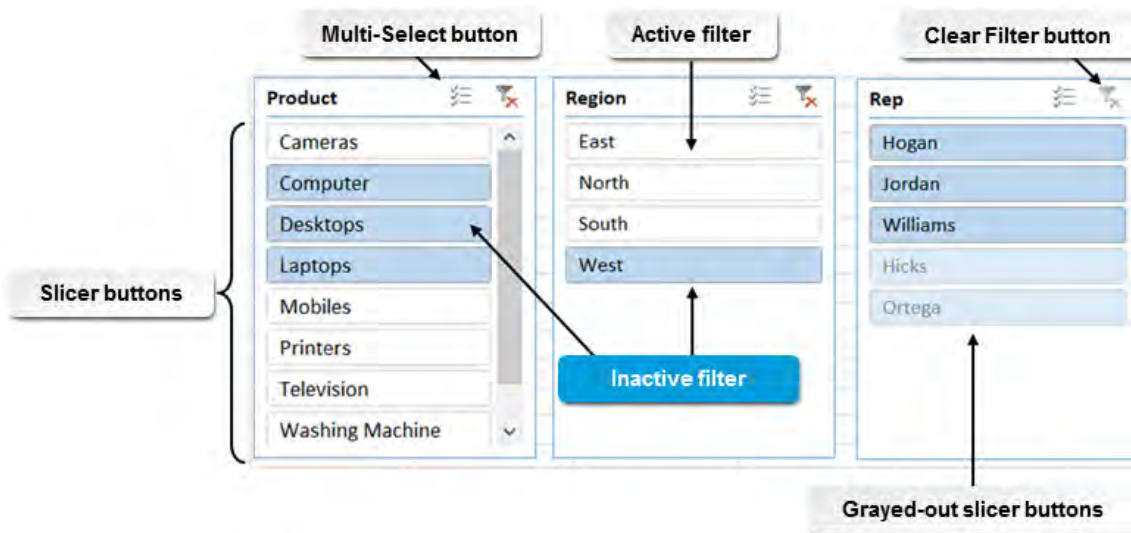 Multi-Select button
Active filter
Clear Filter button
Product
Region
Rep
Cameras
Computer
Desktops
Laptops
Mobiles
Printers
Television
Washing Machine
East
North
South
West
Hogan
Jordan
Williams
Hicks
Ortega
Slicer buttons
Inactive filter
Grayed-out slicer buttons